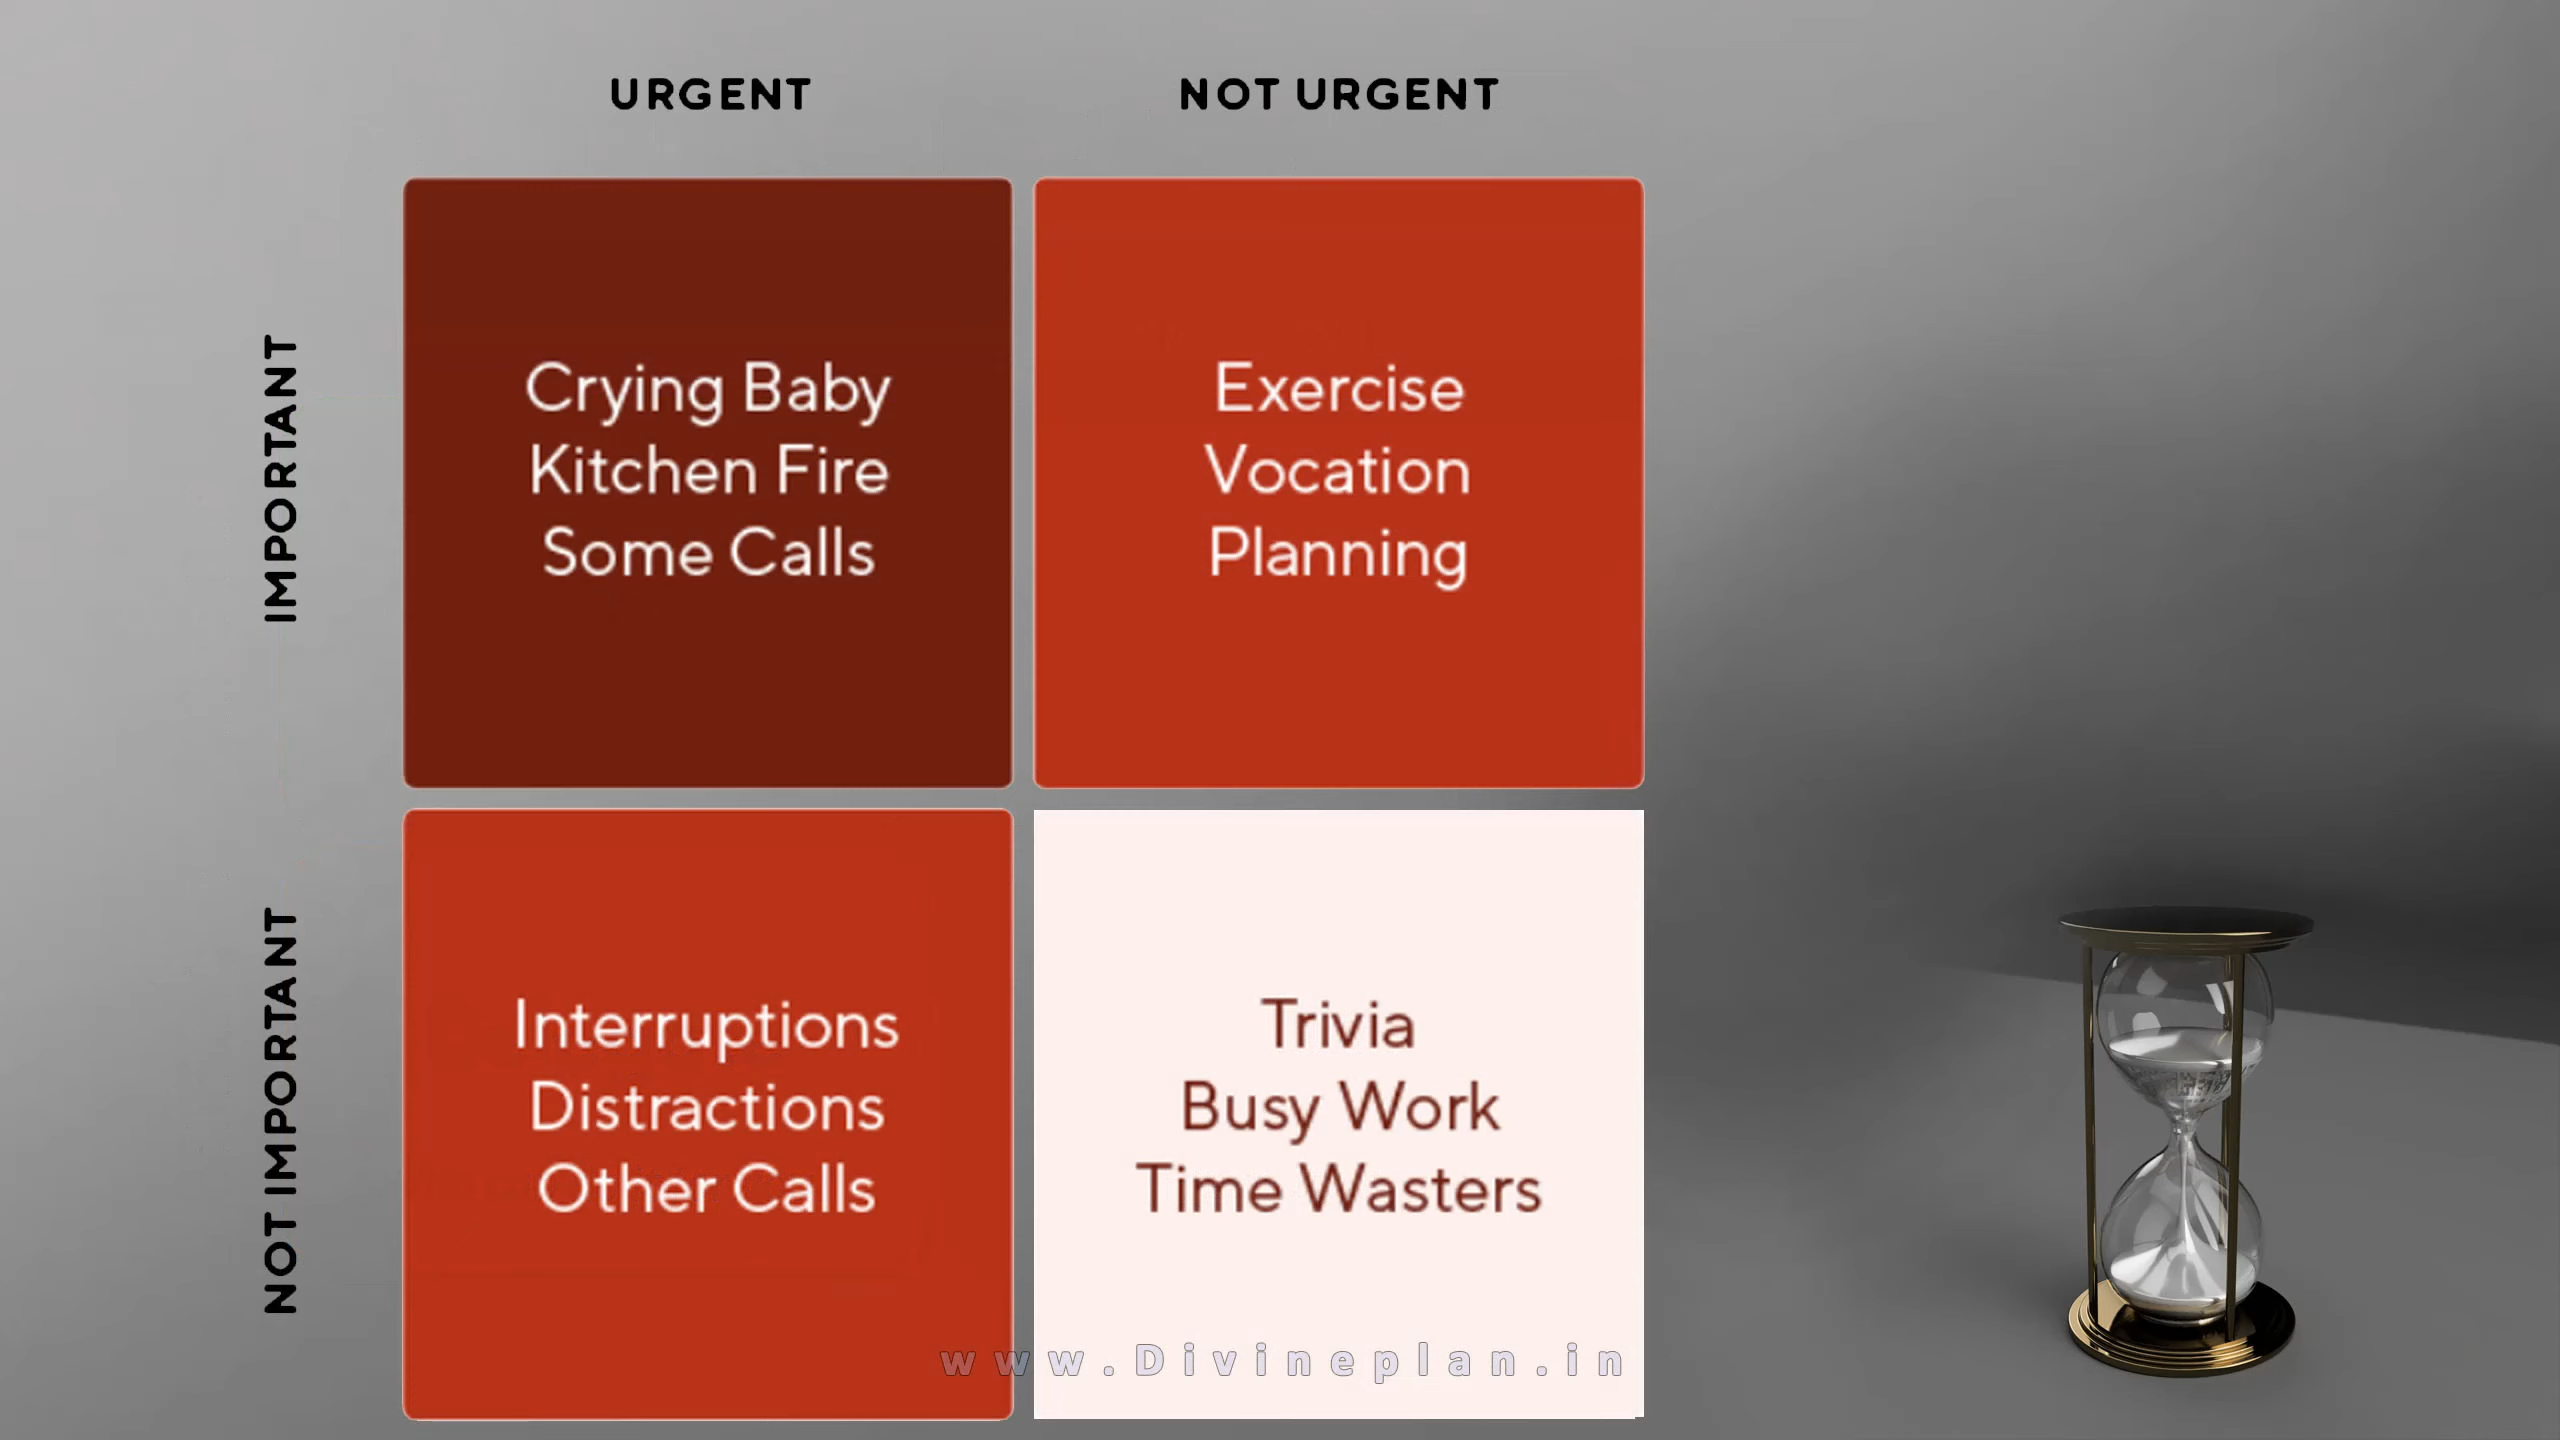 URGENT
NOT URGENT
IMPORTANT
Crying Baby
Kitchen Fire
Some Calls
Exercise
Vocation
Planning
NOT IMPORTANT
Interruptions
Distractions
Other Calls
Trivia
Busy Work
Time Wasters
www.Divineplan.in